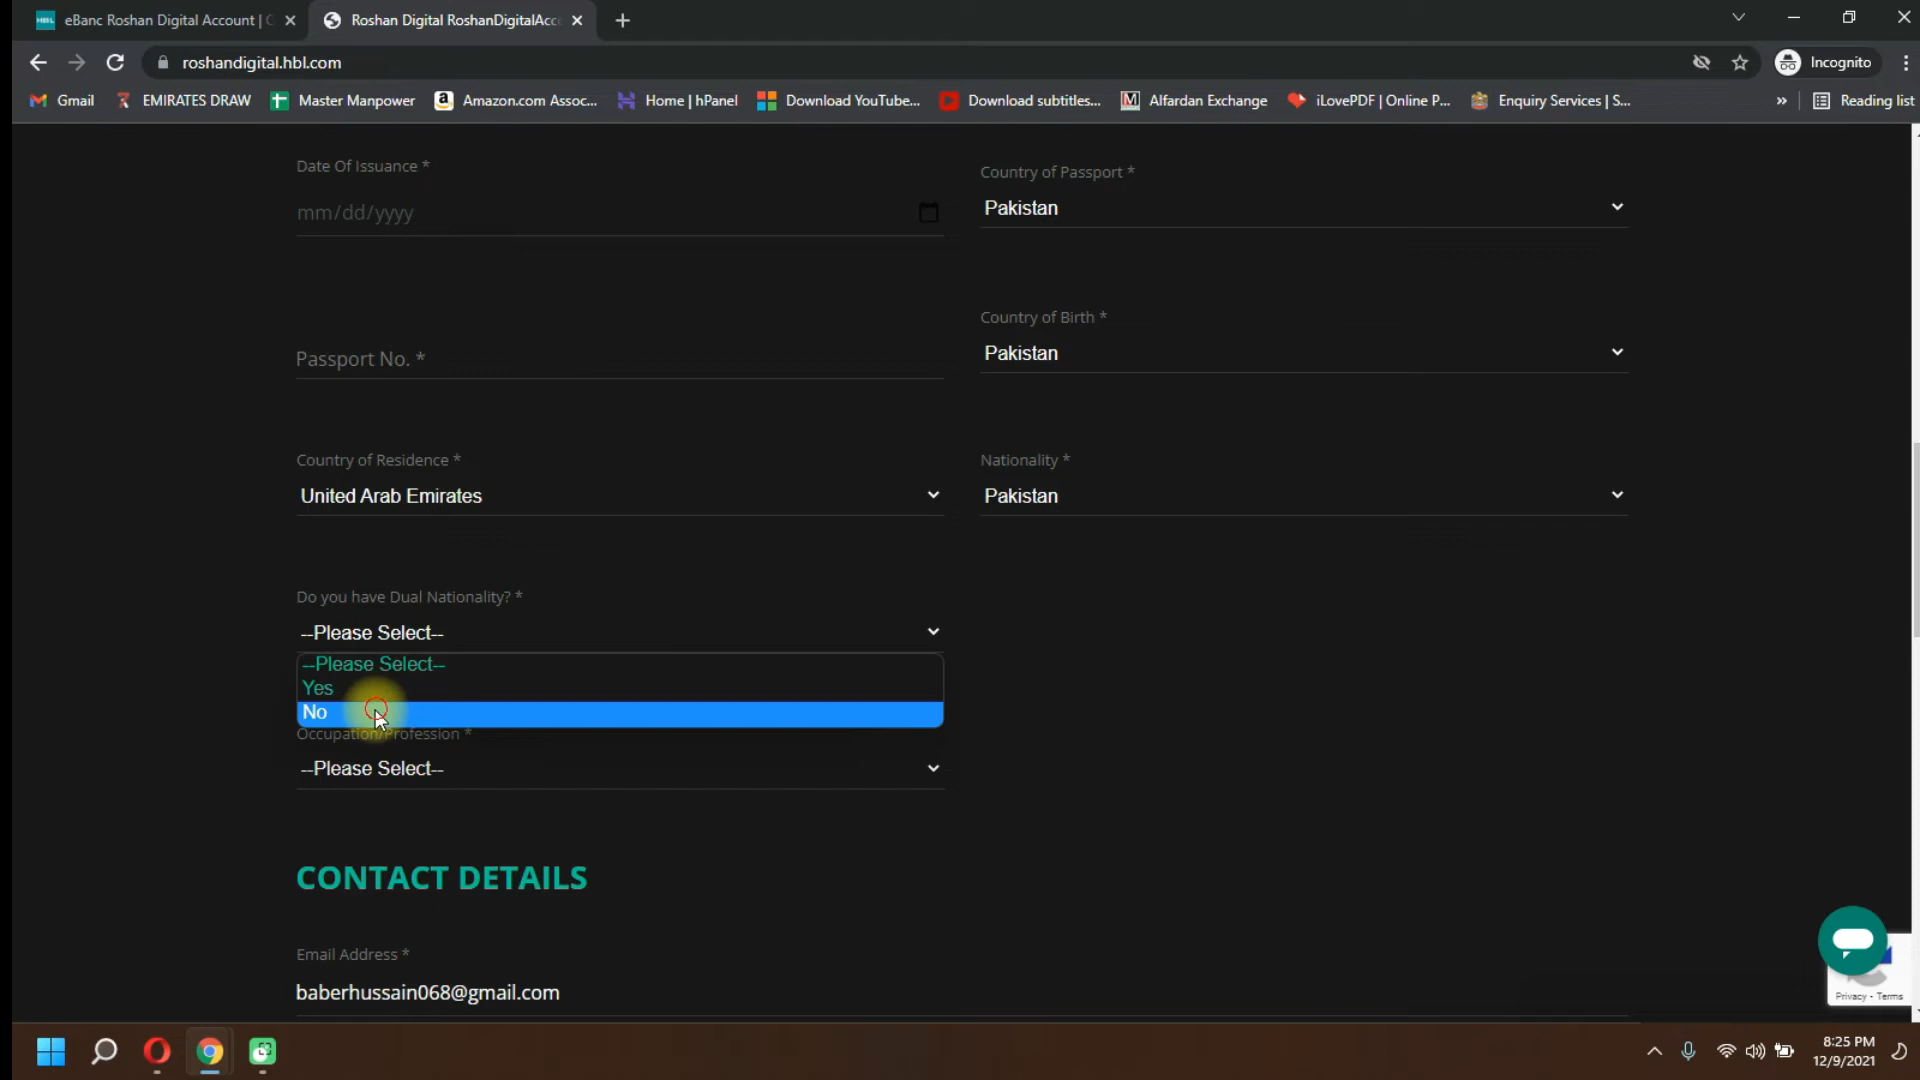 eBanc Roshan Digital Account | C
Roshan Digital RoshanDigitalAcc
roshandigital.hbl.com
Incognito
Gmail
EMIRATES DRAW
Master Manpower
Amazon.com Assoc...
Home | hPanel
Download YouTube...
Download subtitles...
Alfardan Exchange
iLovePDF | Online P...
Enquiry Services | S...
»
Reading list
Date Of Issuance *
mm/dd/yyyy
Country of Passport *
Pakistan
Passport No. *
Country of Birth *
Pakistan
Country of Residence *
United Arab Emirates
Nationality *
Pakistan
Do you have Dual Nationality? *
--Please Select--
--Please Select--
Yes
No
Occupation/Profession *
--Please Select--
CONTACT DETAILS
Email Address *
baberhussain068@gmail.com
Privacy - Terms
8:25 PM
12/9/2021